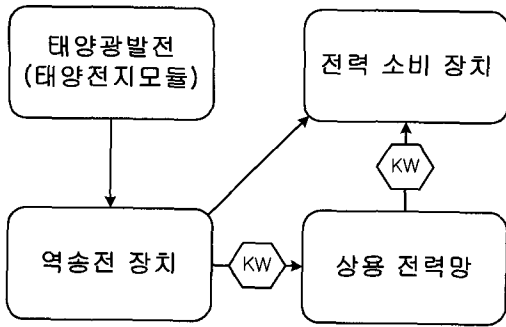 태양광발전
(태양전지모듈)
전력 소비 장치
KW
역송전 장치
KW
상용 전력망